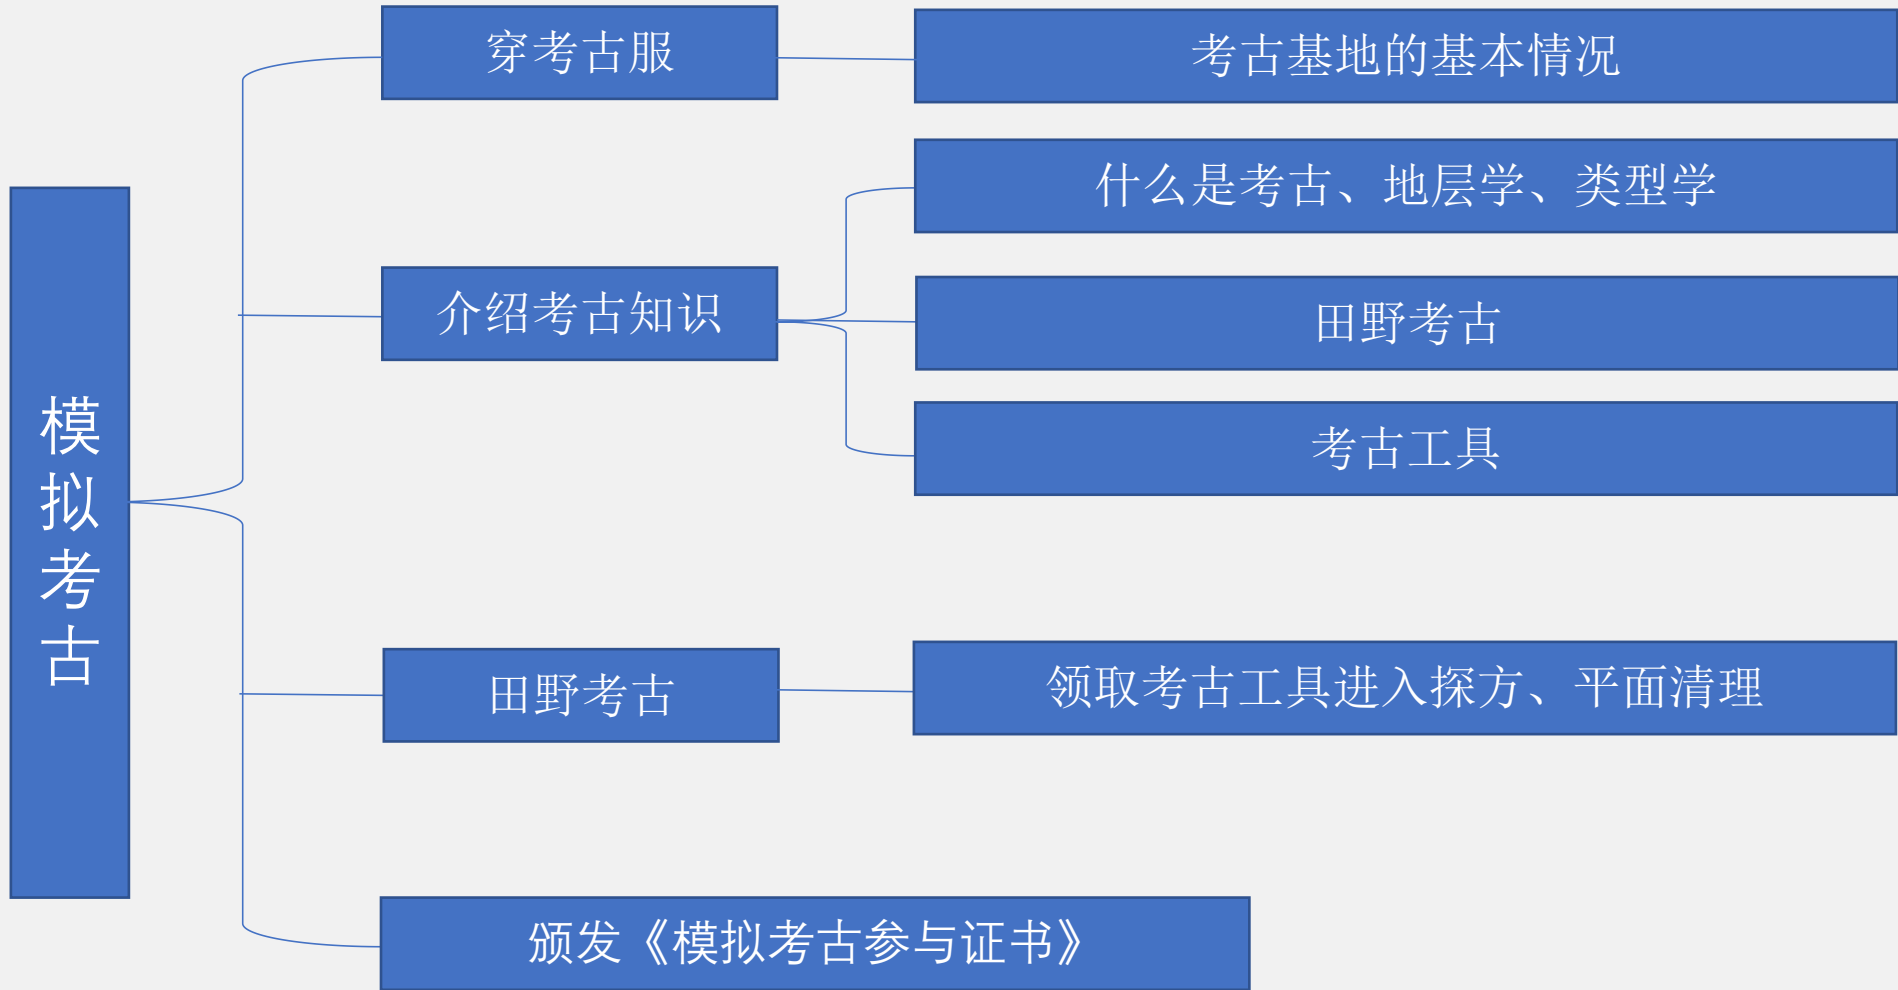 模拟考古
穿考古服
考古基地的基本情况
介绍考古知识
什么是考古、地层学、类型学
田野考古
考古工具
田野考古
领取考古工具进入探方、平面清理
颁发《模拟考古参与证书》